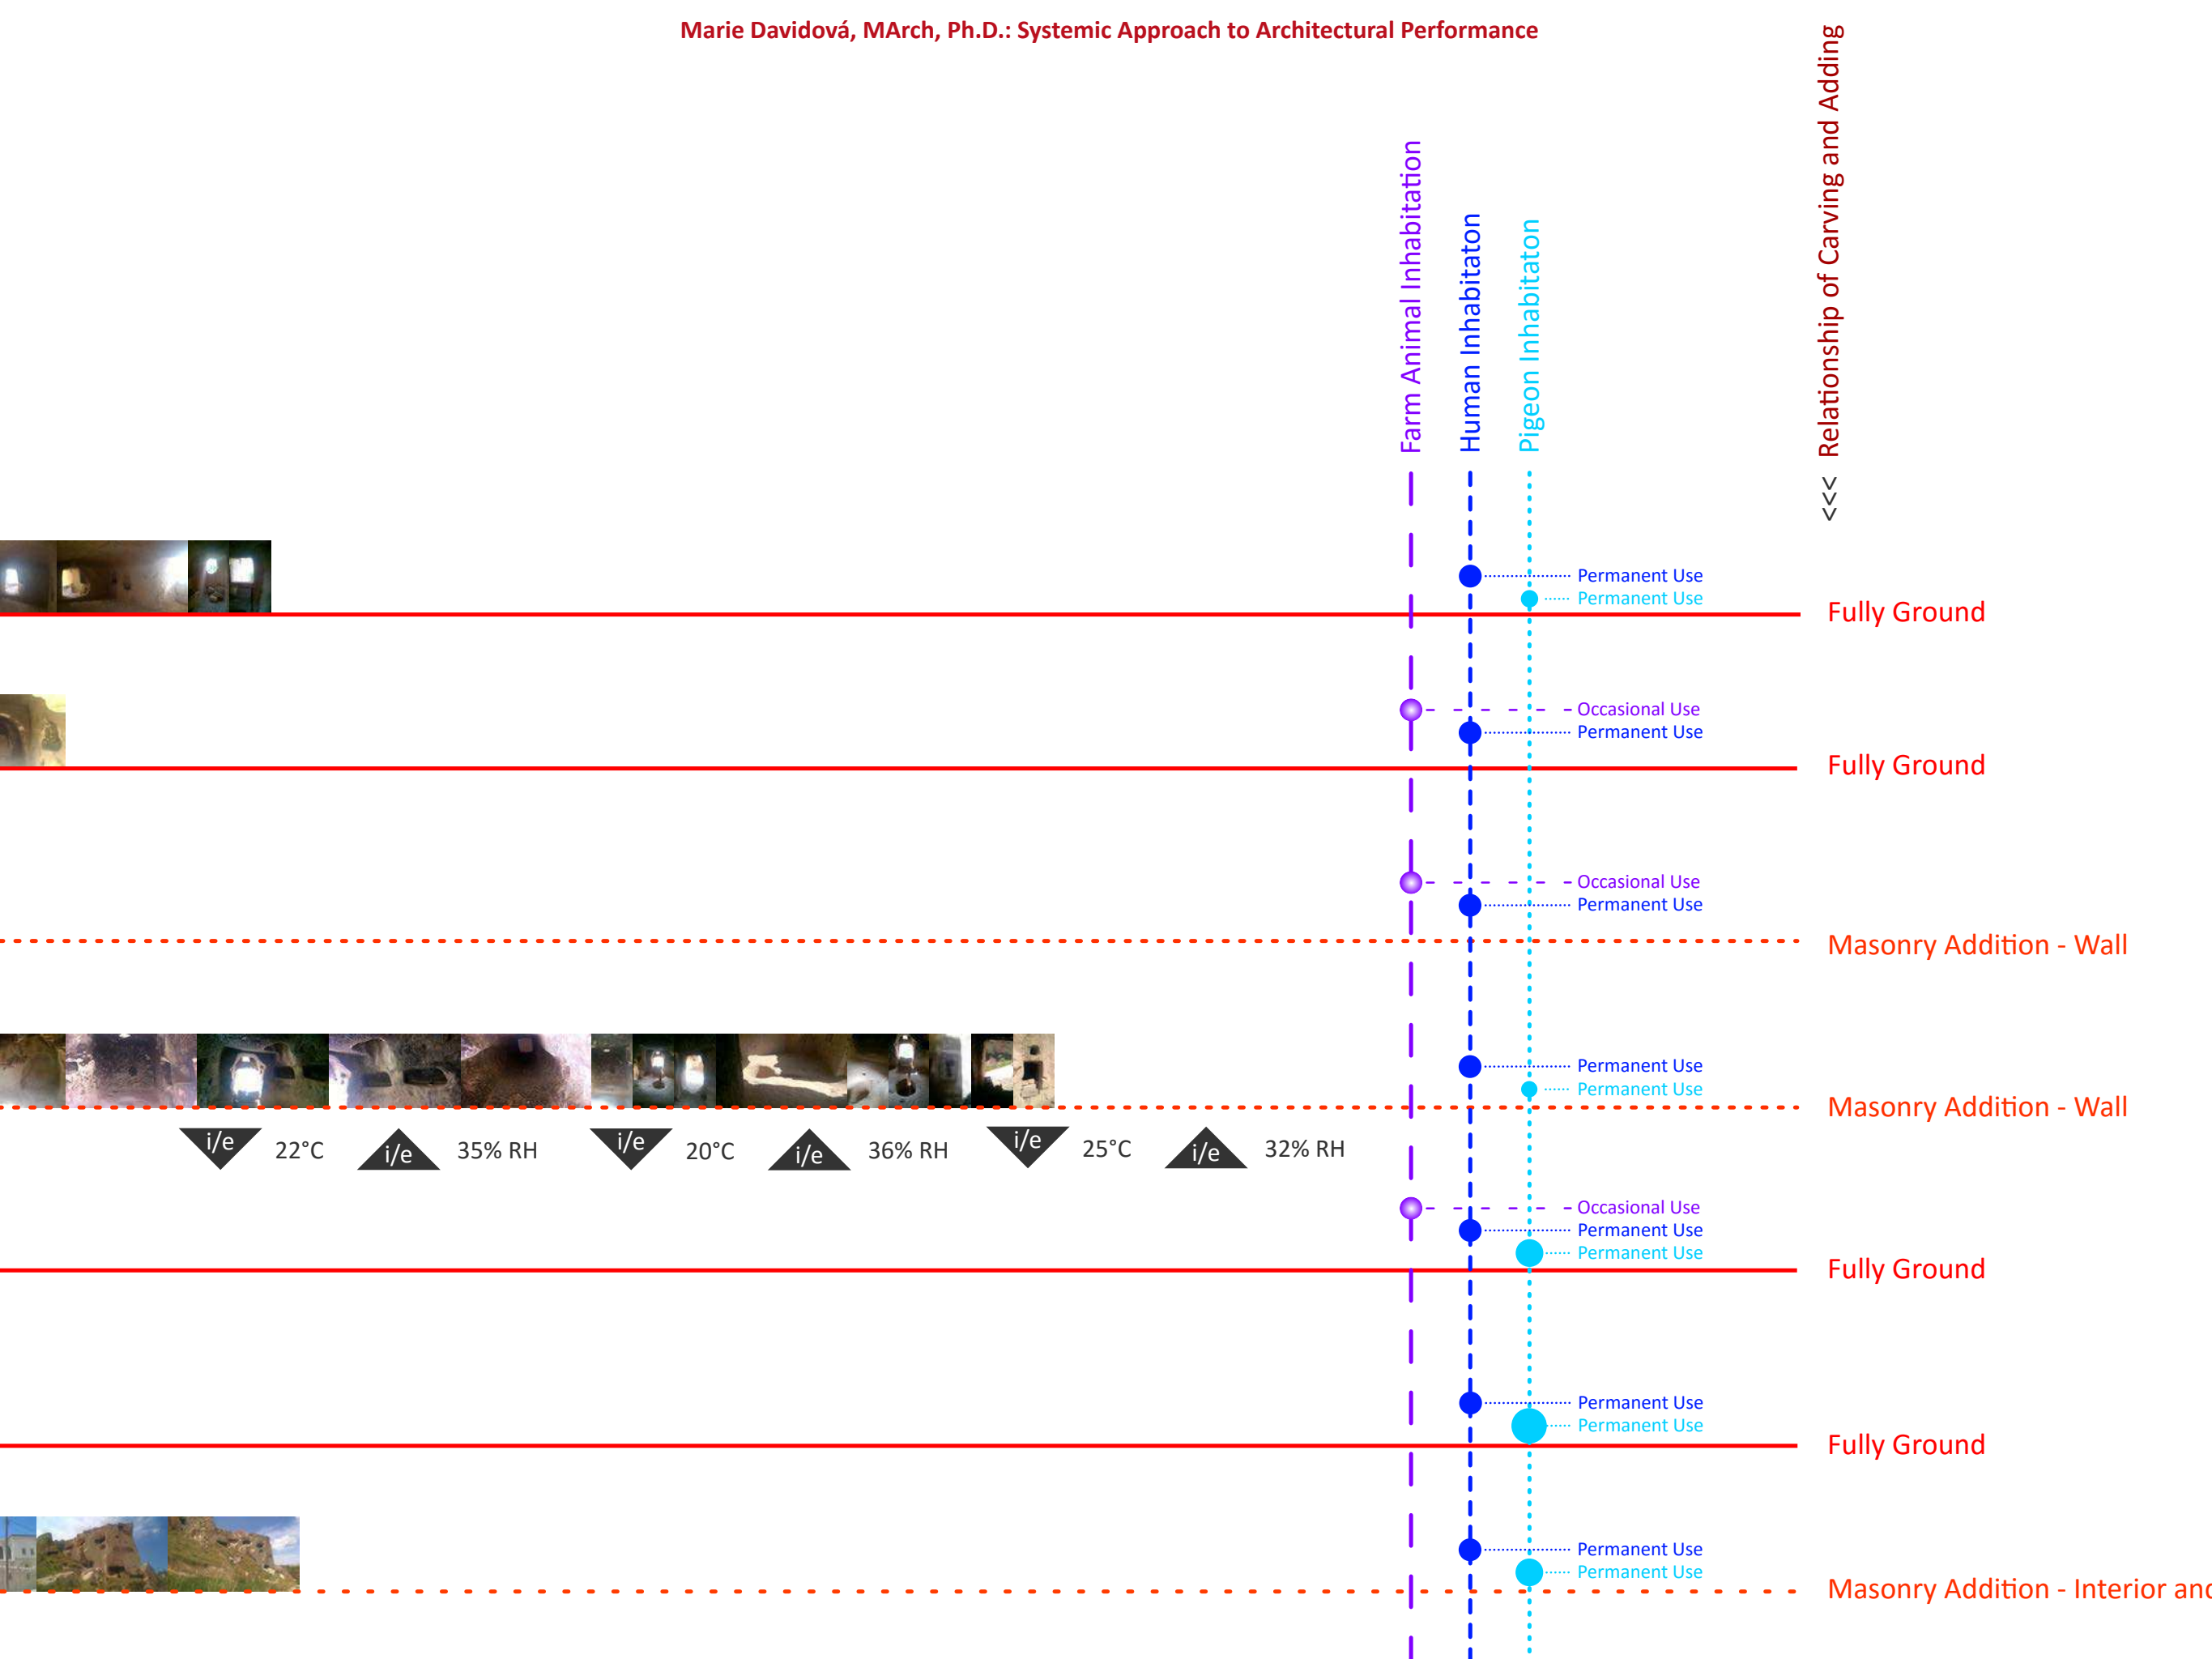 Marie Davidová, MArch, Ph.D.: Systemic Approach to Architectural Performance
Farm Animal Inhabitation
Human Inhabitaton
Pigeon Inhabitaton
<<< Relationship of Carving and Adding
Permanent Use
Permanent Use
Fully Ground
Occasional Use
Permanent Use
Fully Ground
Occasional Use
Permanent Use
Masonry Addition - Wall
Permanent Use
Permanent Use
Masonry Addition - Wall
i/e 22°C i/e 35% RH i/e 20°C i/e 36% RH i/e 25°C i/e 32% RH
Occasional Use
Permanent Use
Permanent Use
Fully Ground
Permanent Use
Permanent Use
Fully Ground
Permanent Use
Permanent Use
Masonry Addition - Interior and